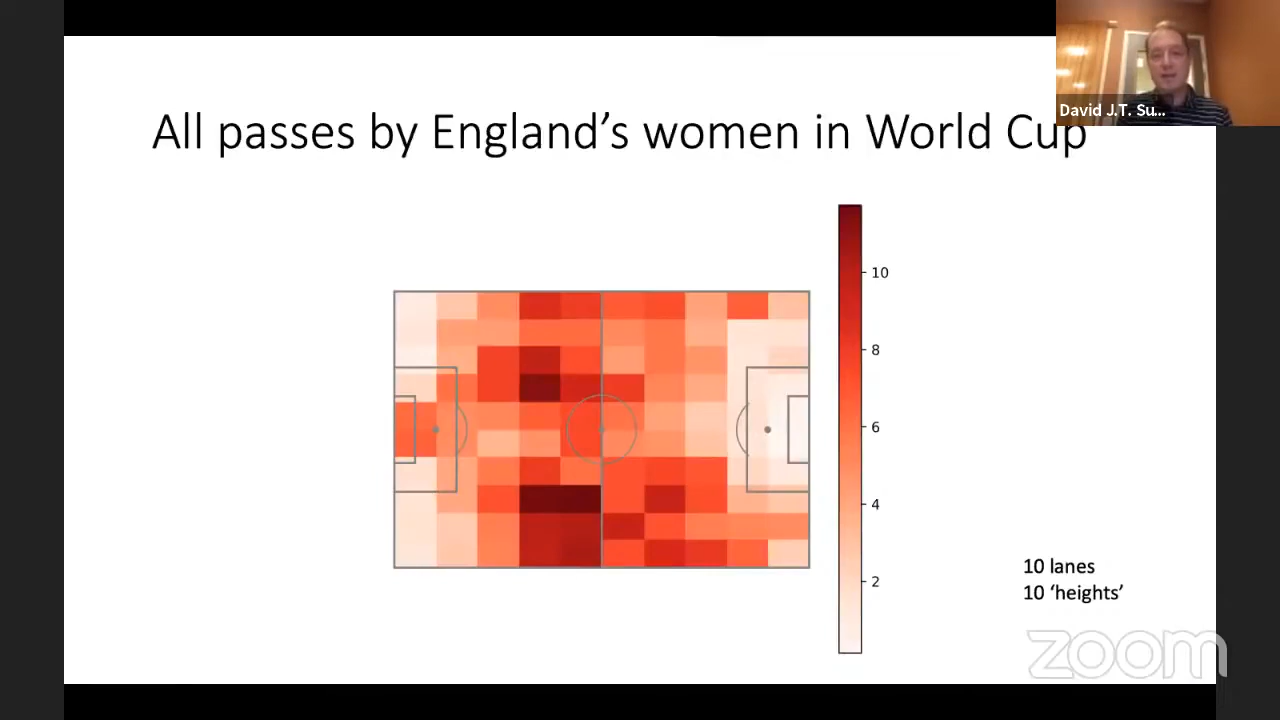 All passes by England’s women in World Cup
David J.T. Su...
10
8
6
4
2
10 lanes
10 ‘heights’
zoom